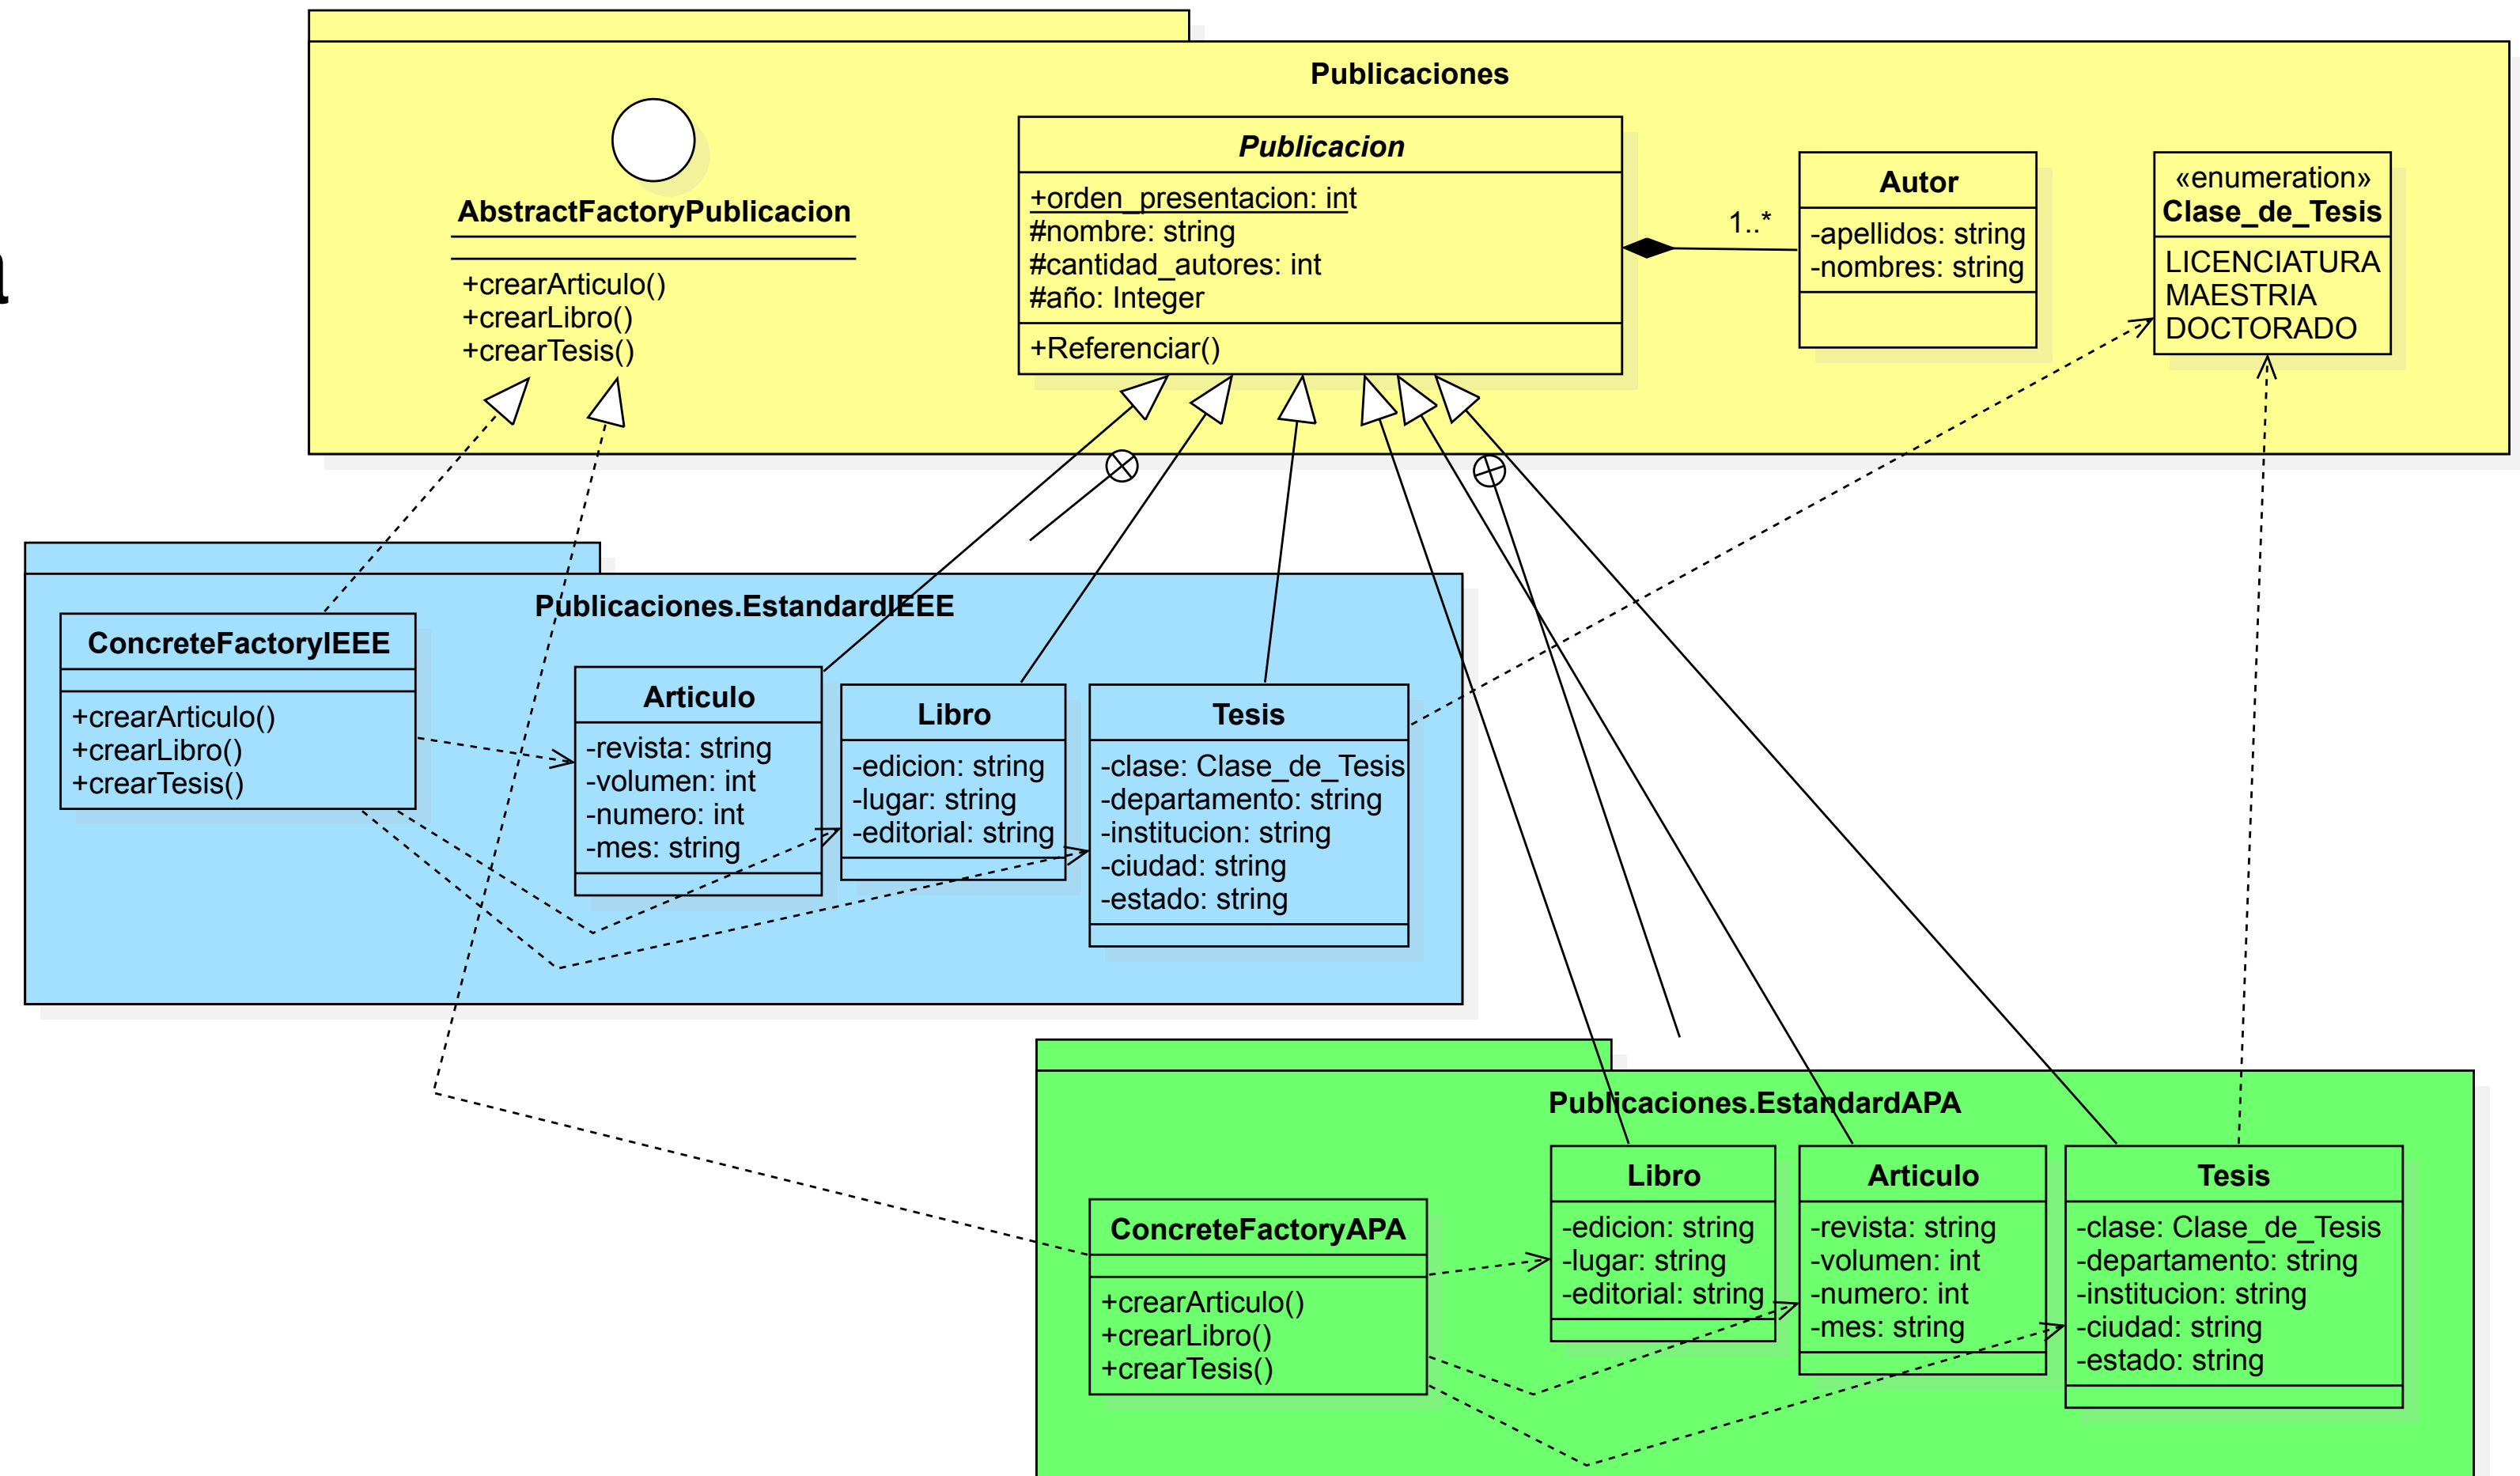 Publicaciones
AbstractFactoryPublicacion
+crearArticulo()
+crearLibro()
+crearTesis()
Publicacion
+orden_presentacion: int
#nombre: string
#cantidad_autores: int
#año: Integer
+Referenciar()
1..*
Autor
-apellidos: string
-nombres: string
«enumeration»
Clase_de_Tesis
LICENCIATURA
MAESTRIA
DOCTORADO
a
Publicaciones.EstandardIEEE
ConcreteFactoryIEEE
+crearArticulo()
+crearLibro()
+crearTesis()
Articulo
-revista: string
-volumen: int
-numero: int
-mes: string
Libro
-edicion: string
-lugar: string
-editorial: string
Tesis
-clase: Clase_de_Tesis
-departamento: string
-institucion: string
-ciudad: string
-estado: string
Publicaciones.EstandardAPA
ConcreteFactoryAPA
+crearArticulo()
+crearLibro()
+crearTesis()
Libro
-edicion: string
-lugar: string
-editorial: string
Articulo
-revista: string
-volumen: int
-numero: int
-mes: string
Tesis
-clase: Clase_de_Tesis
-departamento: string
-institucion: string
-ciudad: string
-estado: string